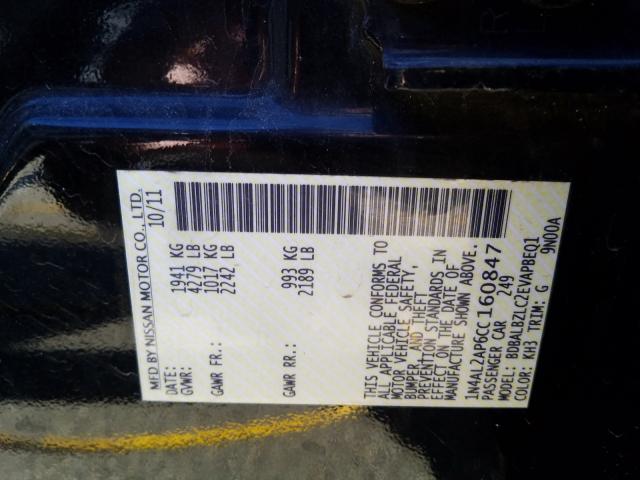 MFD BY NISSAN MOTOR CO., LTD.
DATE: 10/11
GVWR: 1941 KG
4279 LB
GAWR FR: 1017 KG
2242 LB
GAWR RR: 993 KG
2189 LB
THIS VEHICLE CONFORMS TO
ALL APPLICABLE FEDERAL
MOTOR VEHICLE SAFETY,
BUMPER, AND THEFT
PREVENTION STANDARDS IN
EFFECT ON THE DATE OF
MANUFACTURE SHOWN ABOVE.
1N4AL2AP6CC160847
PASSENGER CAR 249
MODEL: BDBALBZLC2EVAPBEQ1
COLOR: KH3 TRIM: G 9N00A